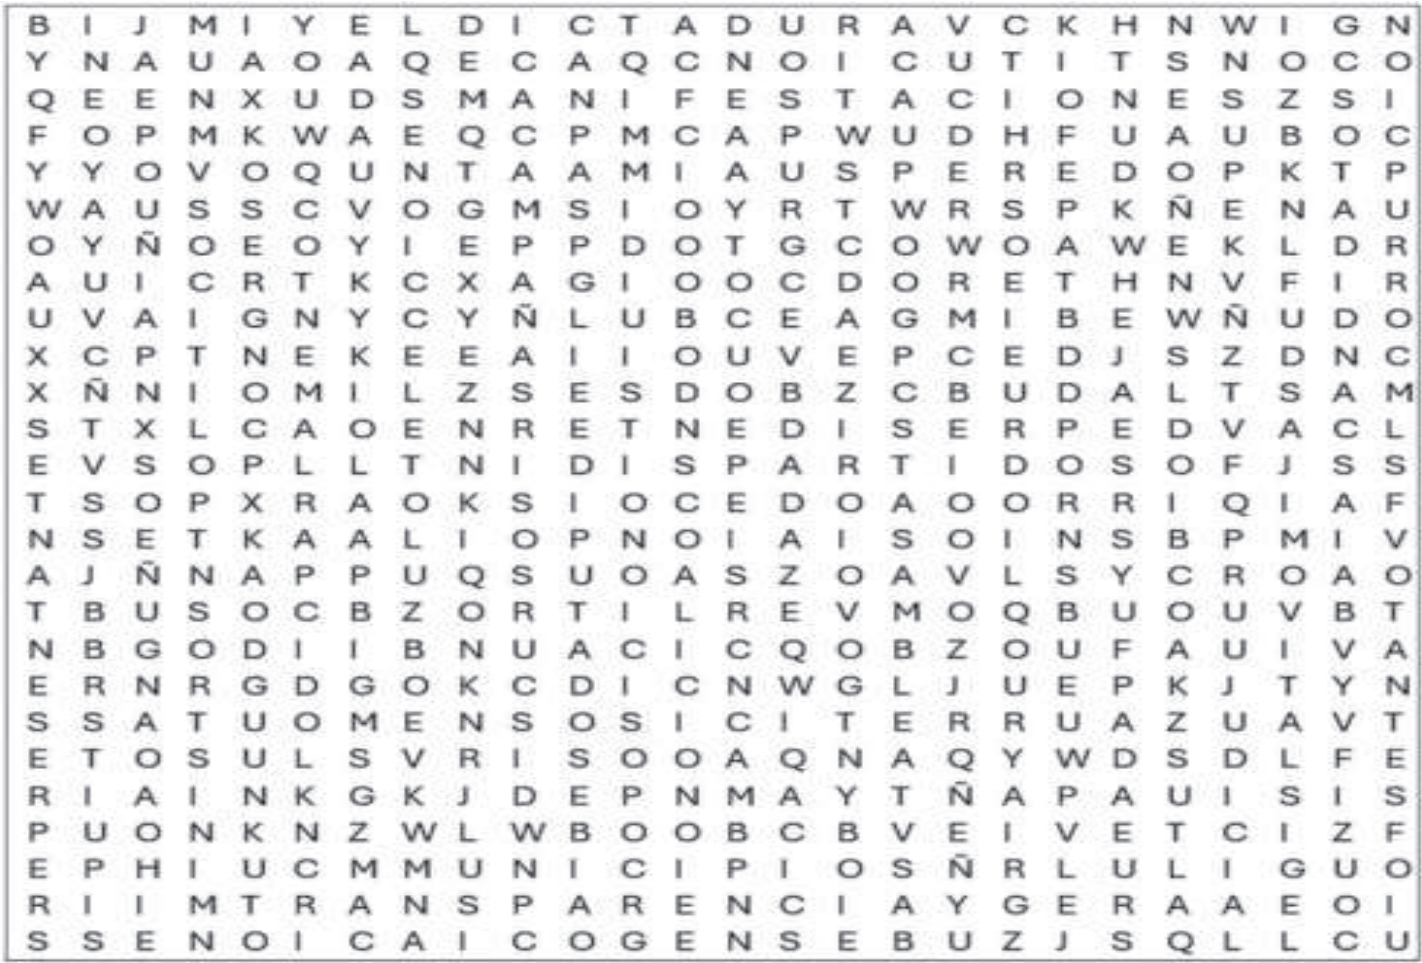 B I J M I Y E L D I C T A D U R A V C K H N W I G N
Y N A U A O A Q E C A Q C N O I C U T I T S N O C O
Q E E N X U D S M A N I F E S T A C I O N E S Z S I
F O P M K W A E Q C P M C A P W U D H F U A U B O C
Y Y O V O Q U N T A A M I A U S P E R E D O P K T P
W A U S S C V O G M S I O Y R T W R S P K Ñ E N A U
O Y Ñ O E O Y I E P P D O T G C O W O A W E K L D R
A U I C R T K C X A G I O O C D O R E T H N V F I R
U V A I G N Y C Y Ñ L U B C E A G M I B E W Ñ U D O
X C P T N E K E E A I I O U V E P C E D J S Z D N C
X Ñ N I O M I L Z S E S D O B Z C B U D A L T S A M
S T X L C A O E N R E T N E D I S E R P E D V A C L
E V S O P L L T N I D I S P A R T I D O S O F J S S
T S O P X R A O K S I O C E D O A O O R R I Q I A F
N S E T K A A L I O P N O I A I S O I N S B P M I V
A J Ñ N A P P U Q S U O A S Z O A V L S Y C R O A O
T B U S O C B Z O R T I L R E V M O Q B U O U V B T
N B G O D I I B N U A C I C Q O B Z O U F A U I V A
E R N R G D G O K C D I C N W G L J U E P K J T Y N
S S A T U O M E N S O S I C I T E R R U A Z U A V T
E T O S U L S V R I S O O A Q N A Q Y W D S D L F E
R I A I N K G K J D E P N M A Y T Ñ A P A U I S I S
P U O N K N Z W L W B O O B C B V E I V E T C I Z F
E P H I U C M M U N I C I P I O S Ñ R L U L I G U O
R I I M T R A N S P A R E N C I A Y G E R A A E O I
S S E N O I C A I C O G E N S E B U Z J S Q L L C U